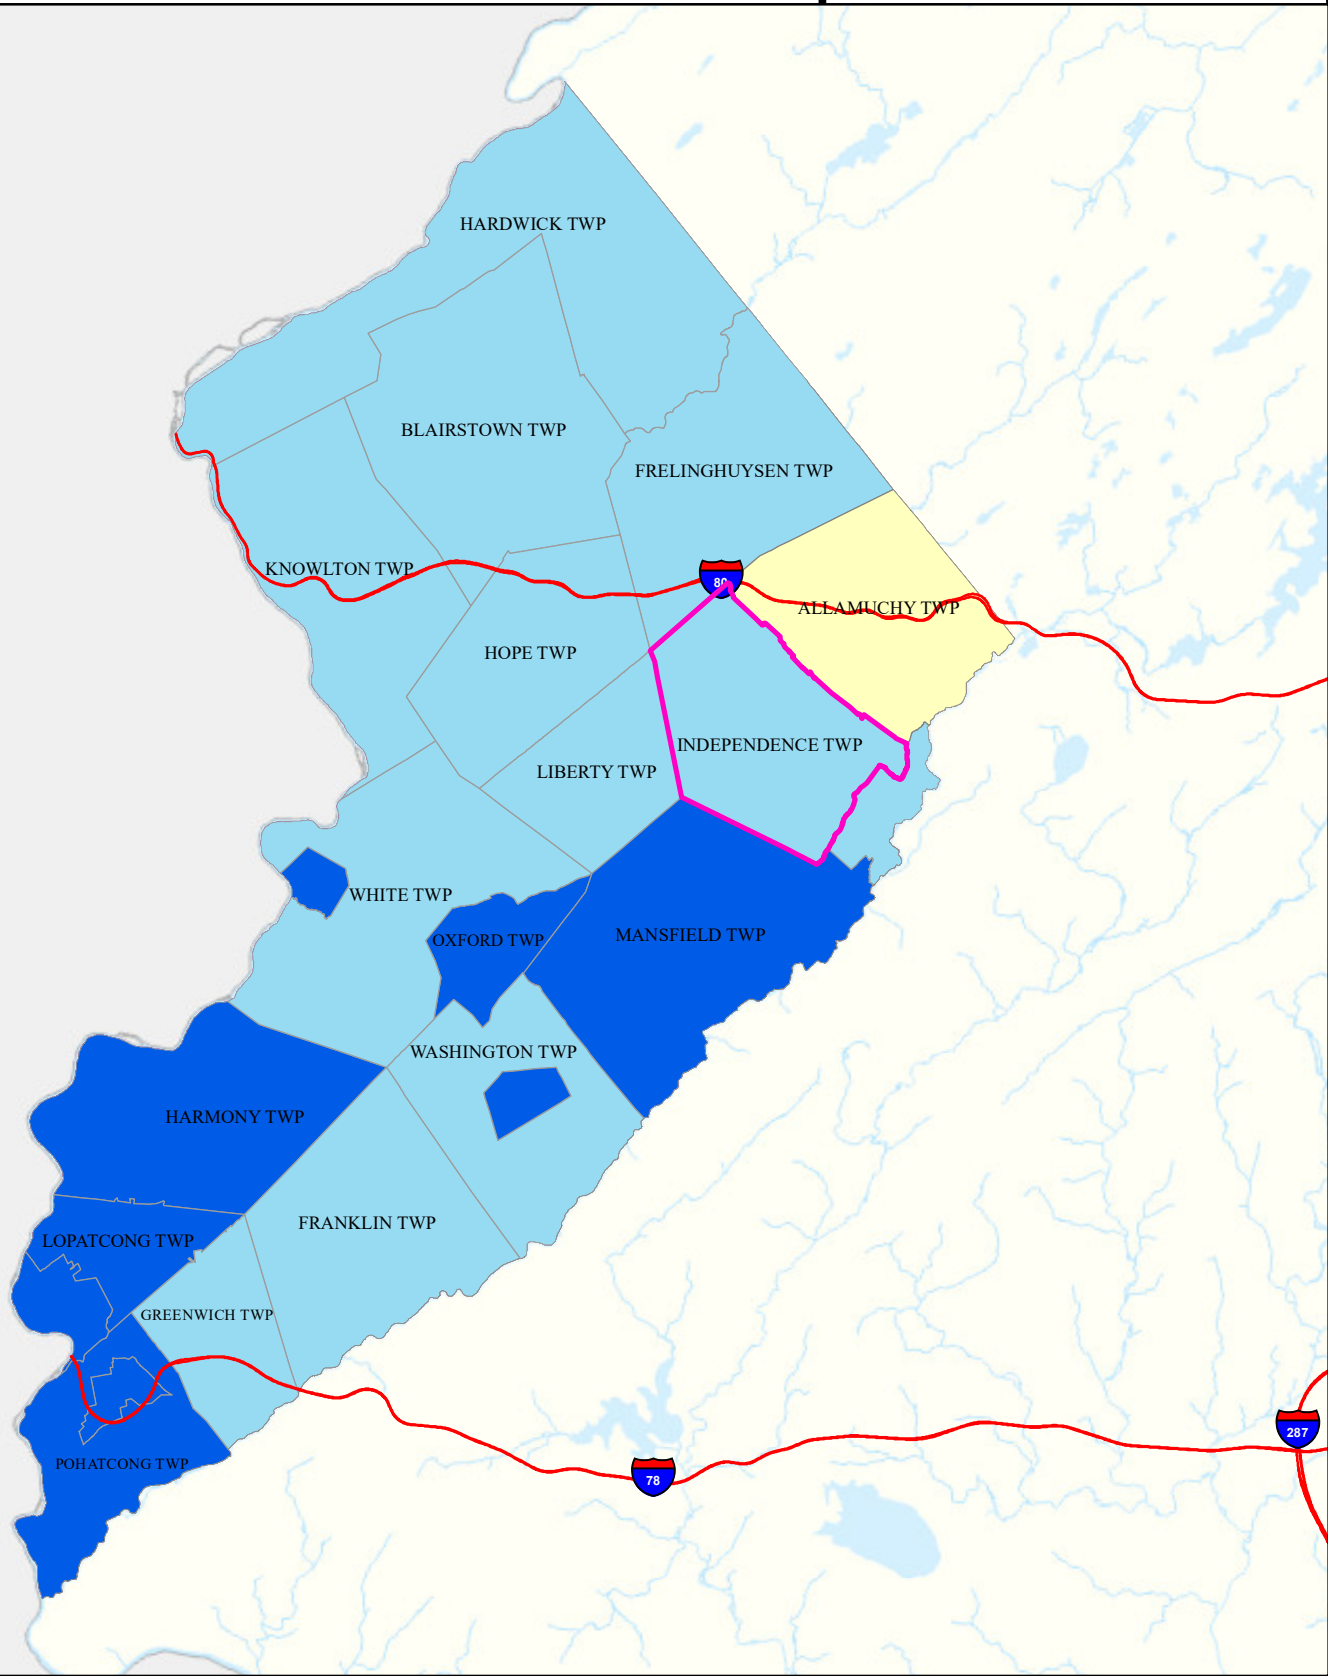 HARDWICK TWP
BLAIRSTOWN TWP
FRELINGHUYSEN TWP
KNOWLTON TWP
80
ALLAMUCHY TWP
HOPE TWP
INDEPENDENCE TWP
LIBERTY TWP
WHITE TWP
OXFORD TWP
MANSFIELD TWP
WASHINGTON TWP
HARMONY TWP
FRANKLIN TWP
LOPATCONG TWP
GREENWICH TWP
287
POHATCONG TWP
78